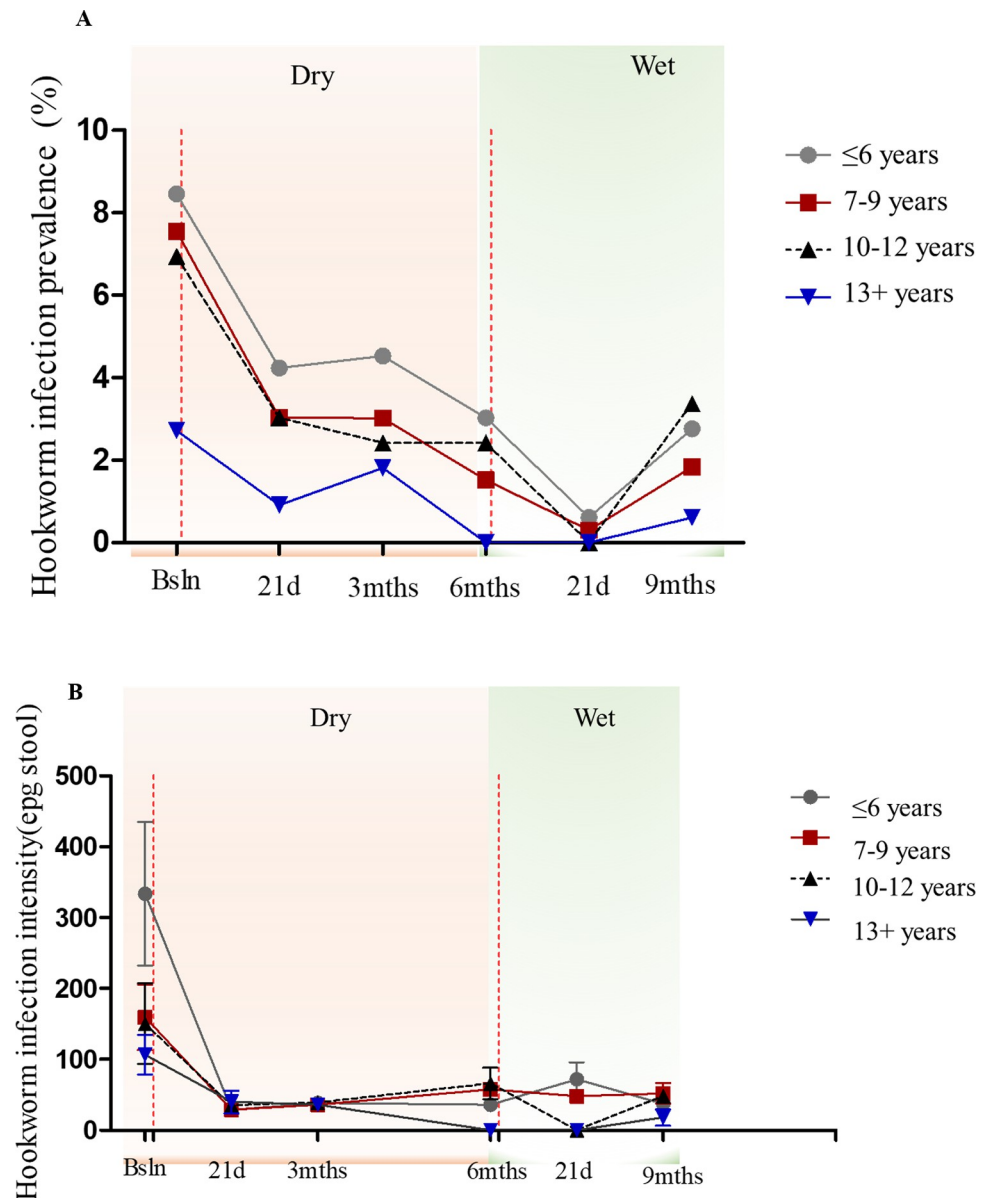 A
Dry
Wet
Hookworm infection prevalence (%)
10
8
6
4
2
0
Bsln
21d
3mths
6mths
21d
9mths
≤6 years
7-9 years
10-12 years
13+ years
B
Dry
Wet
Hookworm infection intensity(epg stool)
500
400
300
200
100
0
Bsln
21d
3mths
6mths
21d
9mths
≤6 years
7-9 years
10-12 years
13+ years